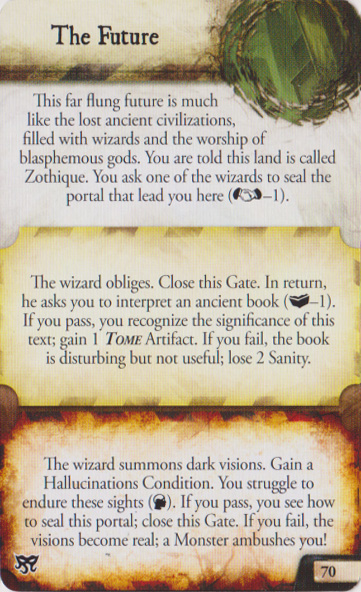 The Future
This far flung future is much
like the lost ancient civilizations,
filled with wizards and the worship of
blasphemous gods. You are told this land is called
Zothique. You ask one of the wizards to seal the
portal that lead you here (–1).
The wizard obliges. Close this Gate. In return,
he asks you to interpret an ancient book (–1).
If you pass, you recognize the significance of this
text; gain 1 TOME Artifact. If you fail, the book
is disturbing but not useful; lose 2 Sanity.
The wizard summons dark visions. Gain a
Hallucinations Condition. You struggle to
endure these sights (). If you pass, you see how
to seal this portal; close this Gate. If you fail, the
visions become real; a Monster ambushes you!
70